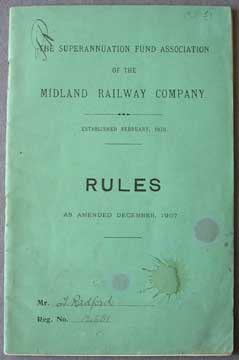 THE SUPERANNUATION FUND ASSOCIATION
OF THE
MIDLAND RAILWAY COMPANY.
ESTABLISHED FEBRUARY,
RULES
AS AMENDED DECEMBER, 1907
Mr. Radford
Reg. No.